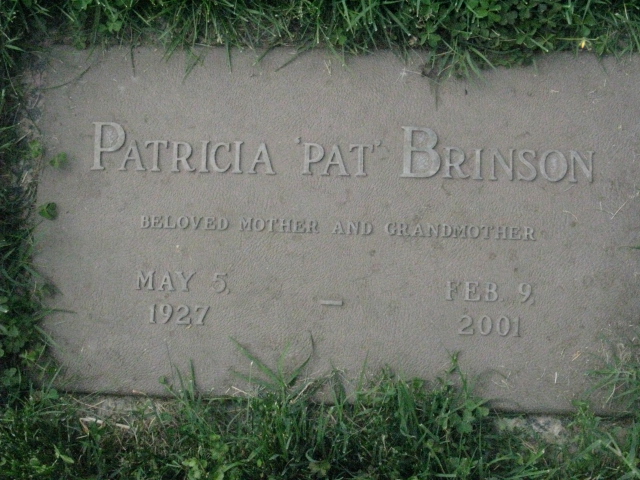 PATRICIA 'PAT' BRINSON
BELOVED MOTHER AND GRANDMOTHER
MAY 5, 1927 – FEB 9, 2001